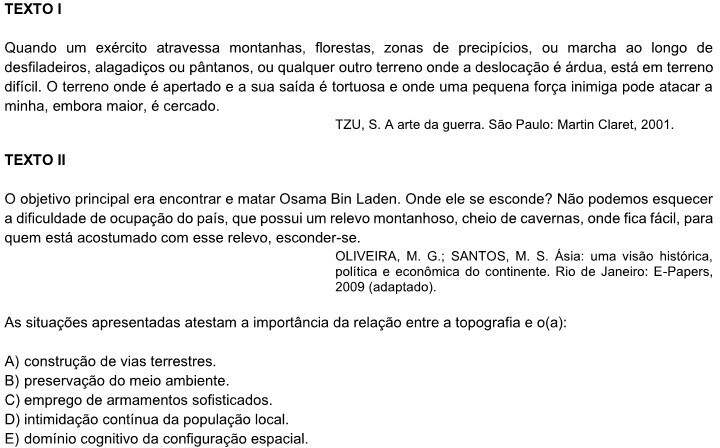 TEXTO I
Quando um exército atravessa montanhas, florestas, zonas de precipícios, ou marcha ao longo de
desfiladeiros, alagadiços ou pântanos, ou qualquer outro terreno onde a deslocação é árdua, está em terreno
difícil. O terreno onde é apertado e a sua saída é tortuosa e onde uma pequena força inimiga pode atacar a
minha, embora maior, é cercado.
TZU, S. A arte da guerra. São Paulo: Martin Claret, 2001.
TEXTO II
O objetivo principal era encontrar e matar Osama Bin Laden. Onde ele se esconde? Não podemos esquecer
a dificuldade de ocupação do país, que possui um relevo montanhoso, cheio de cavernas, onde fica fácil, para
quem está acostumado com esse relevo, esconder-se.
OLIVEIRA, M. G.; SANTOS, M. S. Ásia: uma visão histórica,
política e econômica do continente. Rio de Janeiro: E-Papers,
2009 (adaptado).
As situações apresentadas atestam a importância da relação entre a topografia e o(a):
A) construção de vias terrestres.
B) preservação do meio ambiente.
C) emprego de armamentos sofisticados.
D) intimidação contínua da população local.
E) domínio cognitivo da configuração espacial.